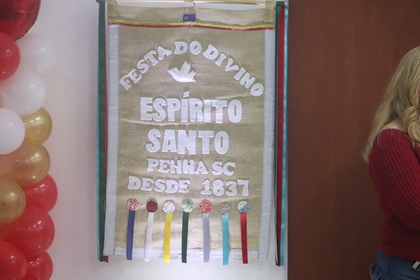 FESTA DO DIVINO
ESPÍRITO
SANTO
PENHA SC
DESDE 1837